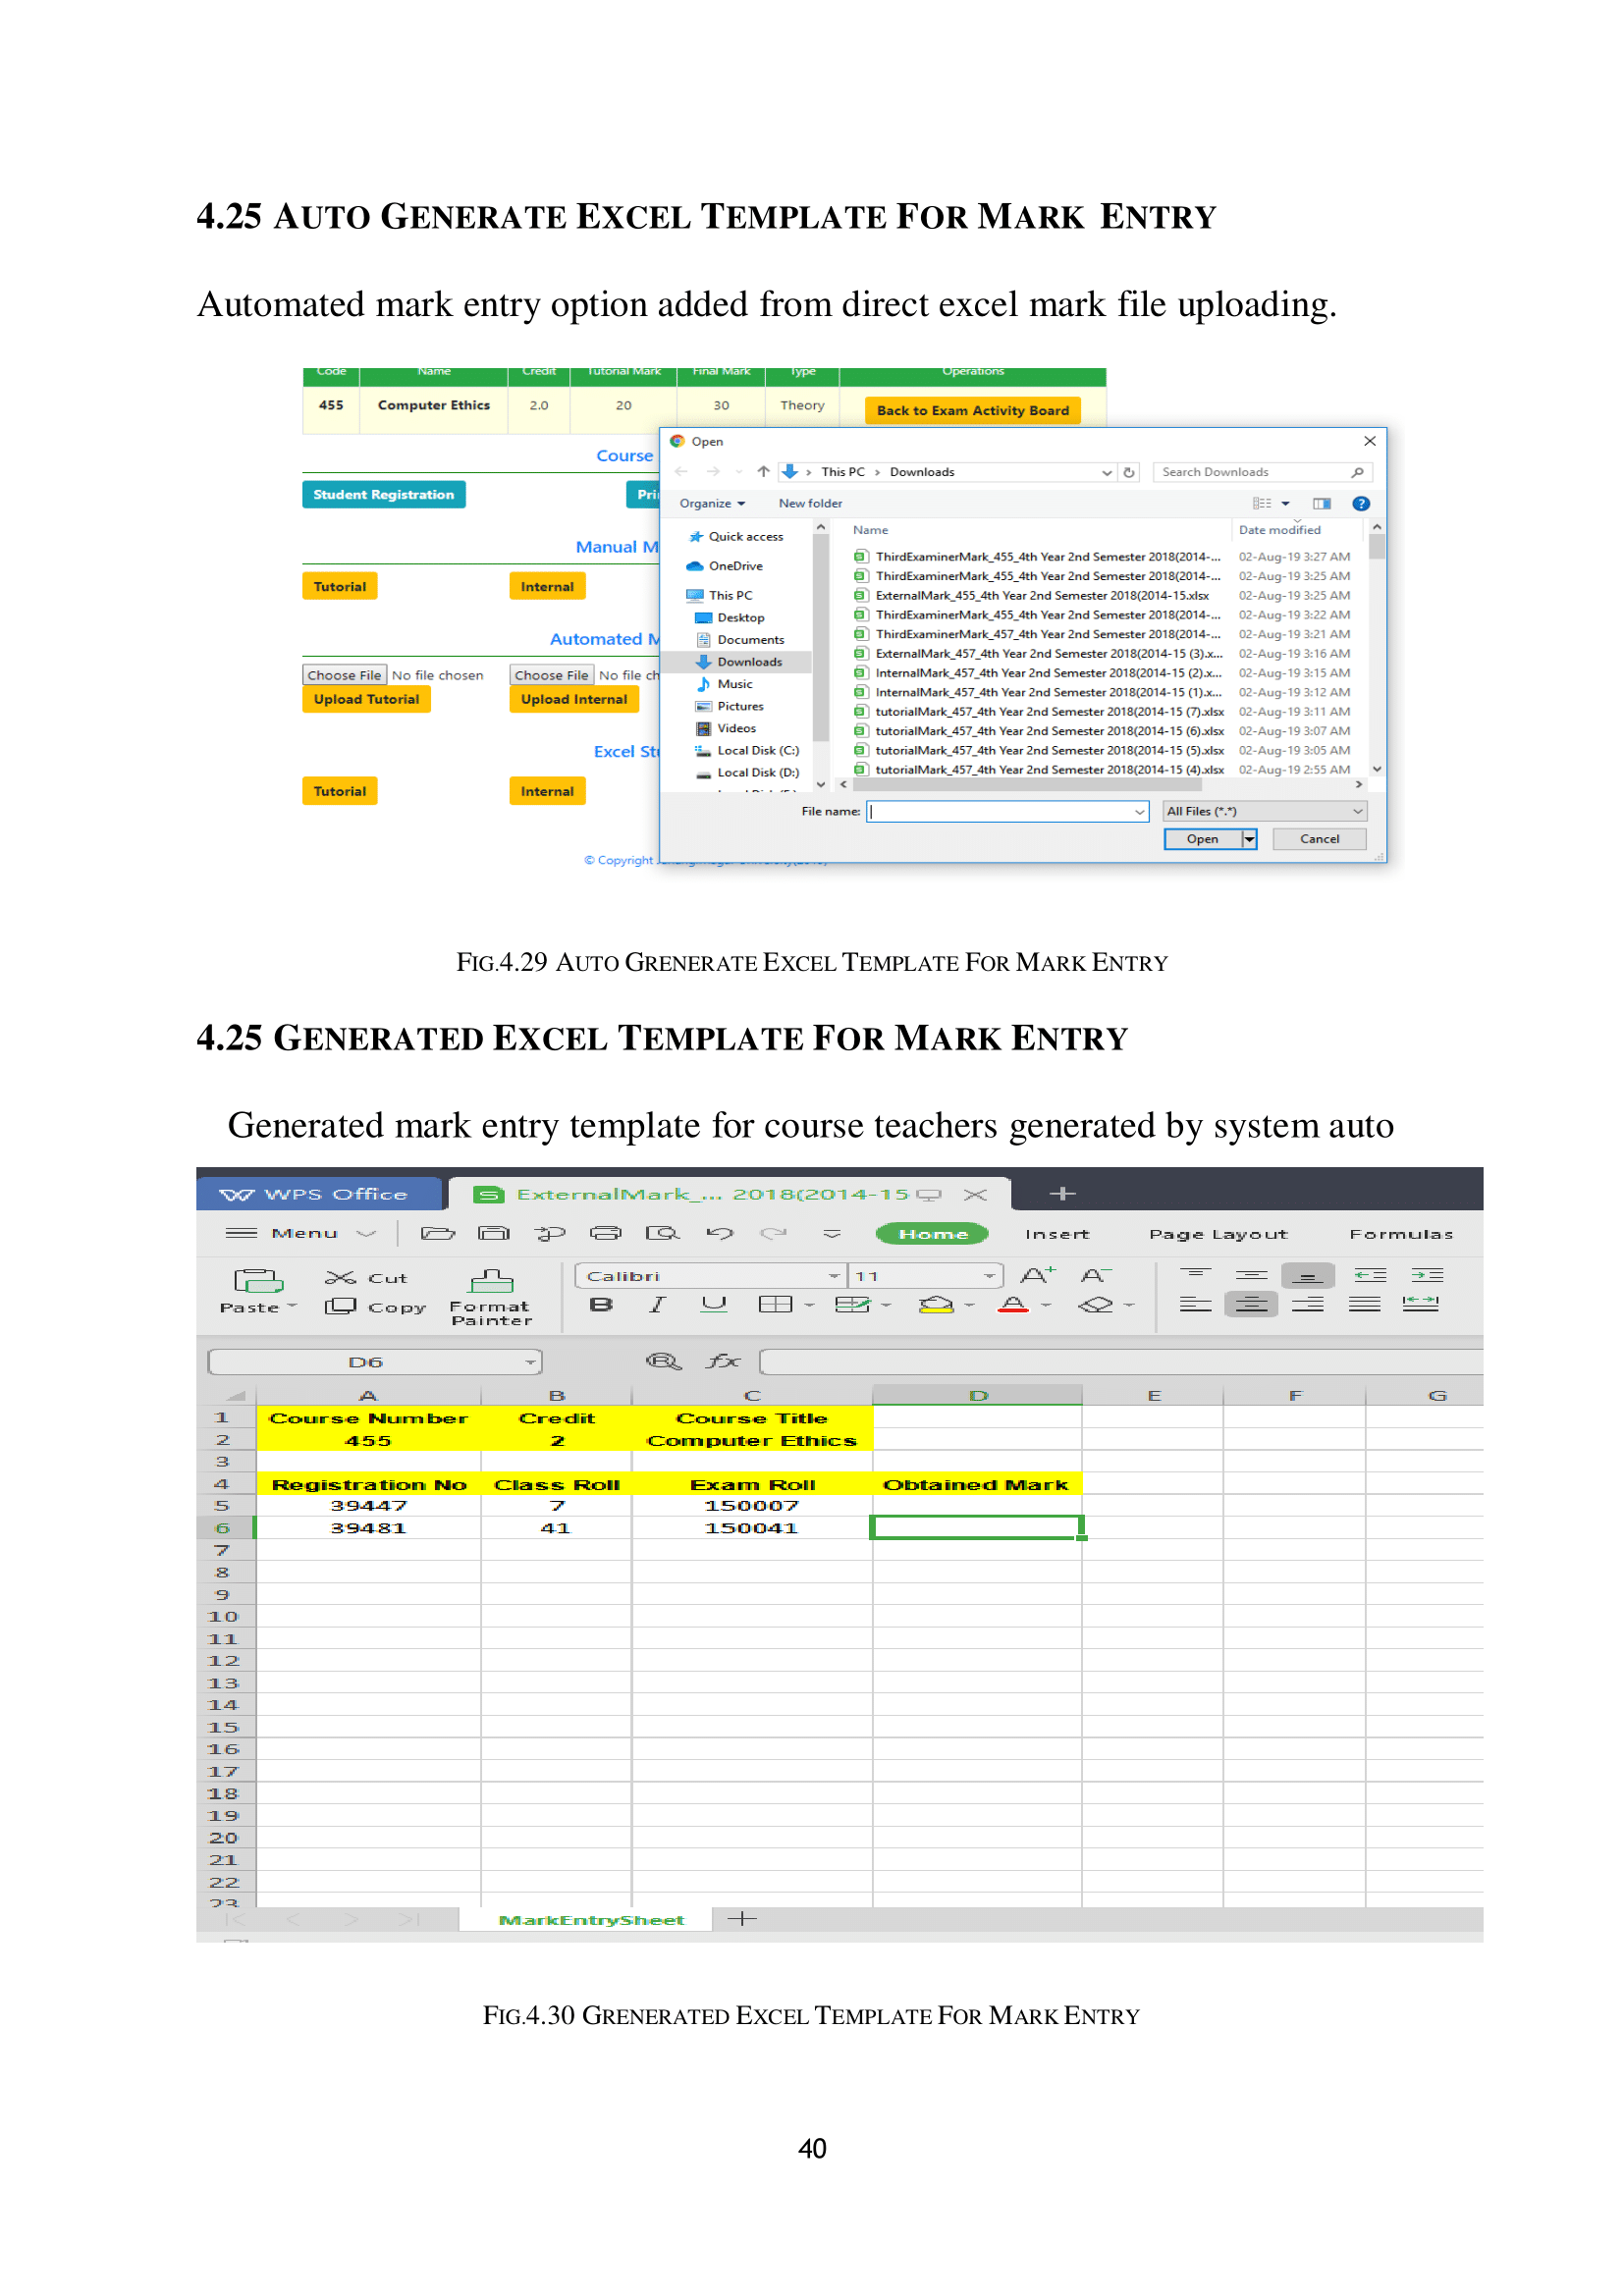 4.25 AUTO GENERATE EXCEL TEMPLATE FOR MARK ENTRY
Automated mark entry option added from direct excel mark file uploading.
Code Name Credit Tutorial Mark Final Mark Type Operations
455 Computer Ethics 2.0 20 30 Theory Back to Exam Activity Board
Course
Student Registration
Manual
Tutorial Internal
Automated
Choose File No file chosen Choose File No file
Upload Tutorial Upload Internal
Excel
Tutorial Internal
© Copyright
Open
This PC > Downloads Search Downloads
Organize New folder
Name Date modified
Quick access
OneDrive
This PC
Desktop
Documents
Downloads
Music
Pictures
Videos
Local Disk (C:)
Local Disk (D:)
ThirdExaminerMark_455_4th Year 2nd Semester 2018(2014-... 02-Aug-19 3:27 AM
ThirdExaminerMark_455_4th Year 2nd Semester 2018(2014-... 02-Aug-19 3:25 AM
ExternalMark_455_4th Year 2nd Semester 2018(2014-15.xlsx 02-Aug-19 3:25 AM
ThirdExaminerMark_455_4th Year 2nd Semester 2018(2014-... 02-Aug-19 3:22 AM
ThirdExaminerMark_457_4th Year 2nd Semester 2018(2014-... 02-Aug-19 3:21 AM
ExternalMark_457_4th Year 2nd Semester 2018(2014-15 (3).x... 02-Aug-19 3:16 AM
InternalMark_457_4th Year 2nd Semester 2018(2014-15 (2).x... 02-Aug-19 3:15 AM
InternalMark_457_4th Year 2nd Semester 2018(2014-15 (1).x... 02-Aug-19 3:12 AM
tutorialMark_457_4th Year 2nd Semester 2018(2014-15 (7).xlsx 02-Aug-19 3:11 AM
tutorialMark_457_4th Year 2nd Semester 2018(2014-15 (6).xlsx 02-Aug-19 3:07 AM
tutorialMark_457_4th Year 2nd Semester 2018(2014-15 (5).xlsx 02-Aug-19 3:05 AM
tutorialMark_457_4th Year 2nd Semester 2018(2014-15 (4).xlsx 02-Aug-19 2:55 AM
File name: All Files (*.*)
Open Cancel
FIG.4.29 AUTO GRENERATE EXCEL TEMPLATE FOR MARK ENTRY
4.25 GENERATED EXCEL TEMPLATE FOR MARK ENTRY
Generated mark entry template for course teachers generated by system auto
WPS Office ExternalMark_... 2018(2014-15
Menu Home Insert Page Layout Formulas
Paste Cut Copy Format Painter Calibri 11 A+ A-
B I U A
D6 fx
A B C D E F G
1 Course Number Credit Course Title
2 455 2 Computer Ethics
3
4 Registration No Class Roll Exam Roll Obtained Mark
5 39447 7 150007
6 39481 41 150041
7
8
9
10
11
12
13
14
15
16
17
18
19
20
21
22
23
MarkEntrySheet
FIG.4.30 GRENERATED EXCEL TEMPLATE FOR MARK ENTRY
40